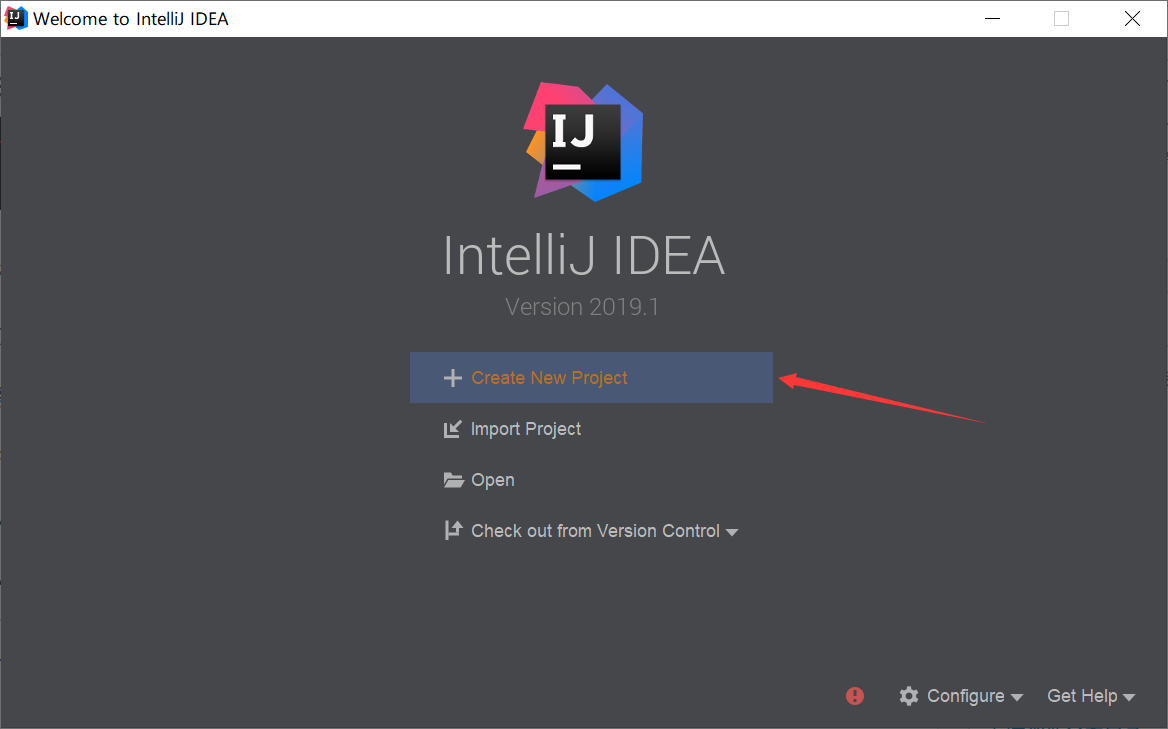 Welcome to IntelliJ IDEA
IJ
IntelliJ IDEA
Version 2019.1
Create New Project
Import Project
Open
Check out from Version Control
Configure
Get Help